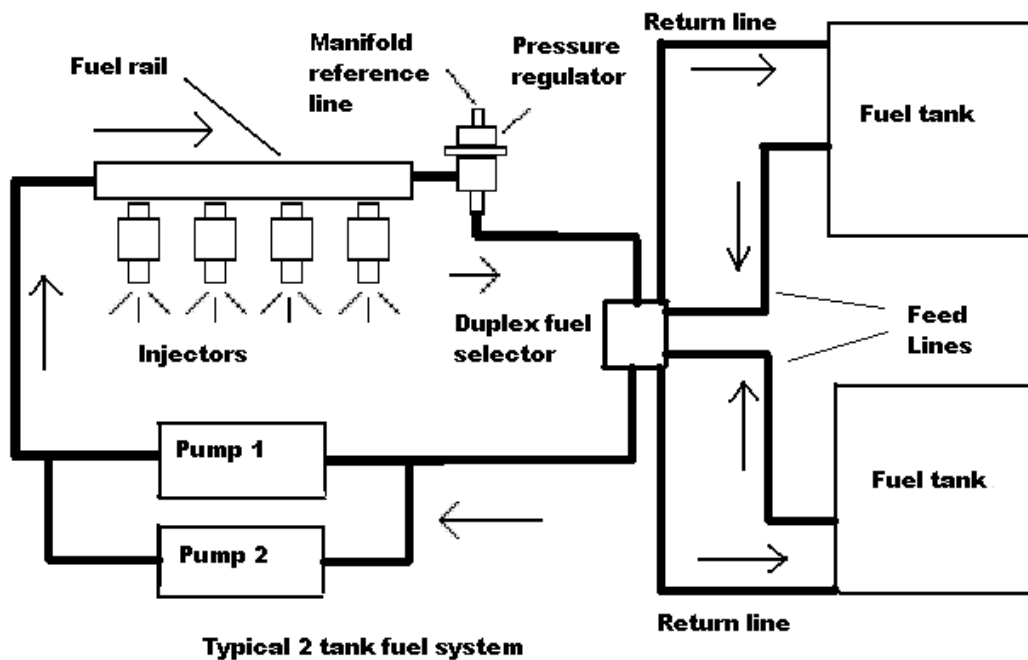 Return line
Manifold
reference
line
Pressure
regulator
Fuel rail
Fuel tank
Injectors
Duplex fuel
selector
Feed
Lines
Pump 1
Pump 2
Fuel tank
Return line
Typical 2 tank fuel system